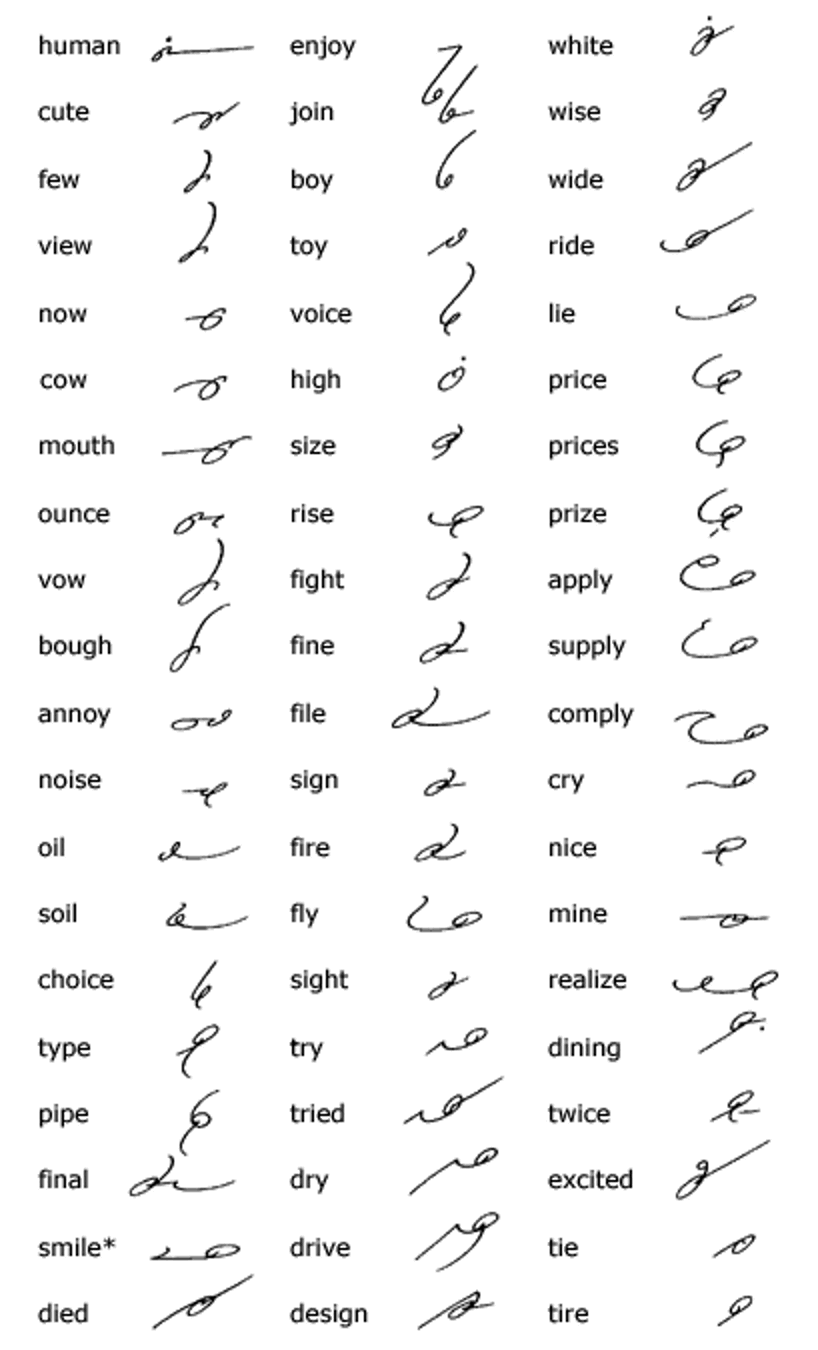 human enjoy white
cute join wise
few boy wide
view toy ride
now voice lie
cow high price
mouth size prices
ounce rise prize
vow fight apply
bough fine supply
annoy file comply
noise sign cry
oil fire nice
soil fly mine
choice sight realize
type try dining
pipe tried twice
final dry excited
smile* drive tie
died design tire